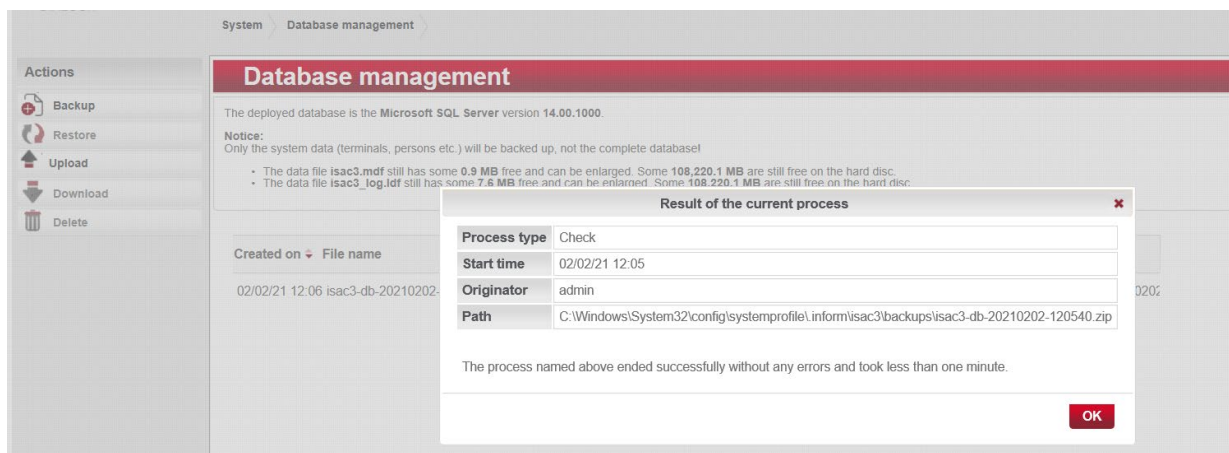 System Database management
Actions
Backup
Restore
Upload
Download
Delete
Database management
The deployed database is the Microsoft SQL Server version 14.00.1000.
Notice:
Only the system data (terminals, persons etc.) will be backed up, not the complete database!
• The data file isac3.mdf still has some 0.9 MB free and can be enlarged. Some 108,220.1 MB are still free on the hard disc.
• The data file isac3_log.ldf still has some 7.6 MB free and can be enlarged. Some 108,220.1 MB are still free on the hard disc.
Created on File name
02/02/21 12:06 isac3-db-20210202-
Result of the current process
Process type Check
Start time 02/02/21 12:05
Originator admin
Path C:\Windows\System32\config\systemprofile\.inform\isac3\backups\isac3-db-20210202-120540.zip
The process named above ended successfully without any errors and took less than one minute.
OK